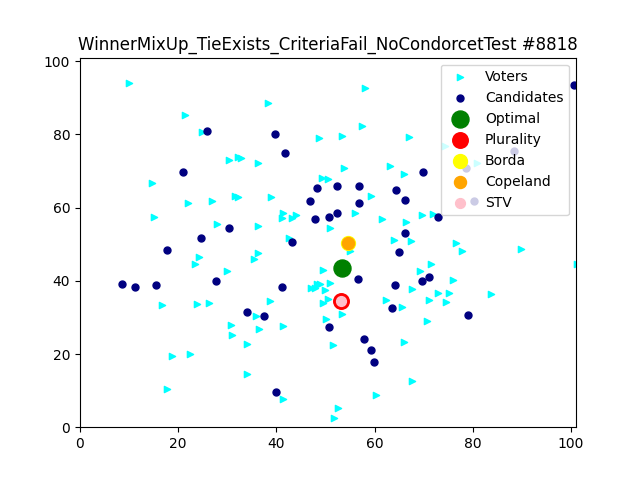 WinnerMixUp_TieExists_CriteriaFail_NoCondorcetTest #8818
100
80
60
40
20
0
0
20
40
60
80
100
Voters
Candidates
Optimal
Plurality
Borda
Copeland
STV